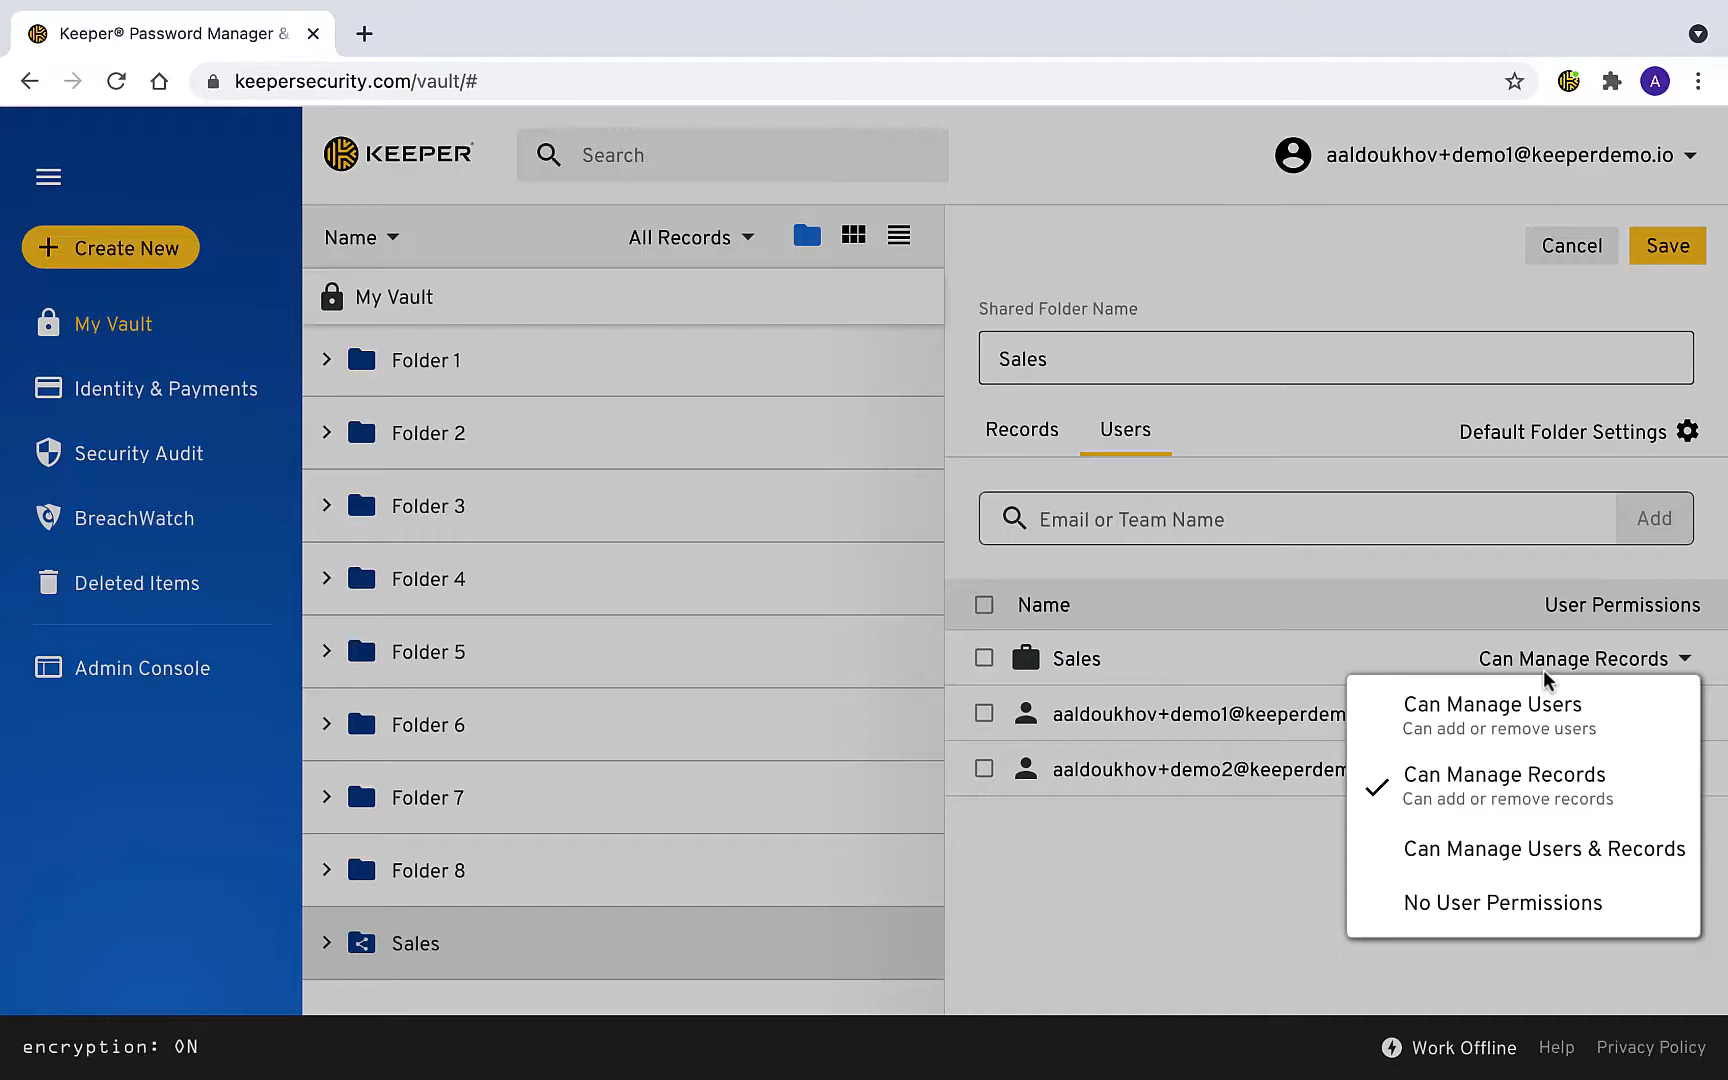 Keeper® Password Manager &
keepersecurity.com/vault/#
A
KEEPER
Search
aaldoukhov+demo1@keeperdemo.io
Create New
My Vault
Identity & Payments
Security Audit
BreachWatch
Deleted Items
Admin Console
Name
All Records
My Vault
Folder 1
Folder 2
Folder 3
Folder 4
Folder 5
Folder 6
Folder 7
Folder 8
Sales
Cancel
Save
Shared Folder Name
Sales
Records
Users
Default Folder Settings
Email or Team Name
Add
Name
User Permissions
Sales
Can Manage Records
aaldoukhov+demo1@keeperdem
aaldoukhov+demo2@keeperdem
Can Manage Users
Can add or remove users
Can Manage Records
Can add or remove records
Can Manage Users & Records
No User Permissions
encryption: ON
Work Offline
Help
Privacy Policy